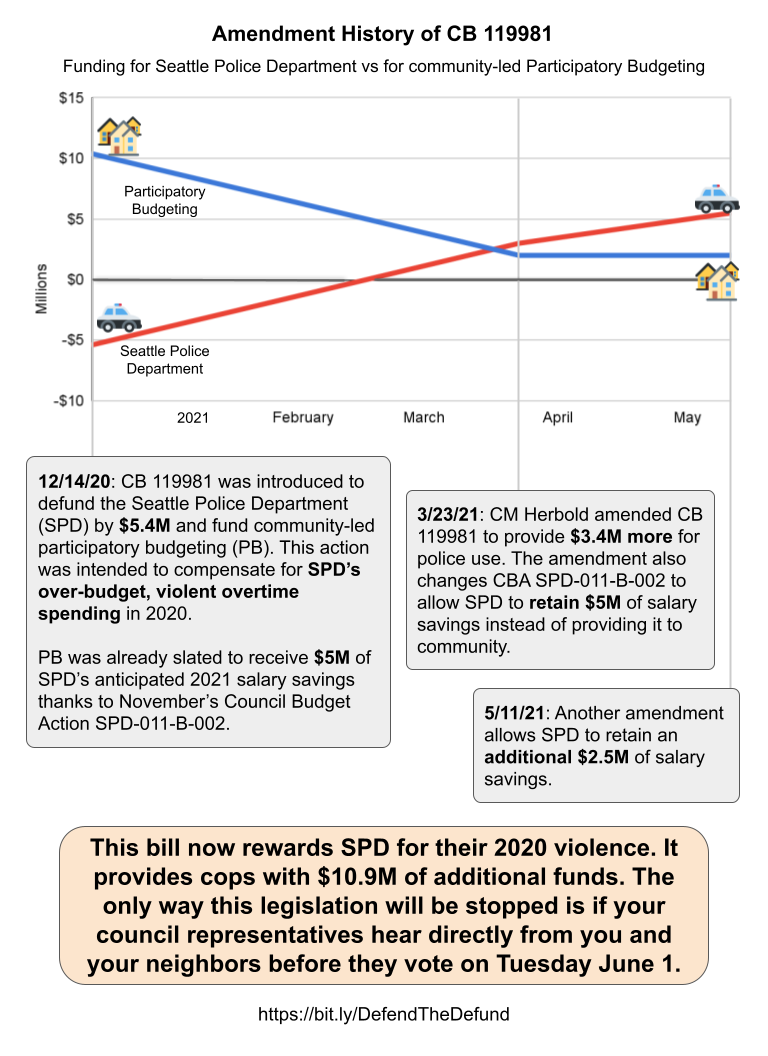 Amendment History of CB 119981
Funding for Seattle Police Department vs for community-led Participatory Budgeting
$15
$10
$5
$0
-$5
-$10
Millions
Participatory
Budgeting
Seattle Police
Department
2021
February
March
April
May
12/14/20: CB 119981 was introduced to
defund the Seattle Police Department
(SPD) by $5.4M and fund community-led
participatory budgeting (PB). This action
was intended to compensate for SPD's
over-budget, violent overtime
spending in 2020.
PB was already slated to receive $5M of
SPD's anticipated 2021 salary savings
thanks to November's Council Budget
Action SPD-011-B-002.
3/23/21: CM Herbold amended CB
119981 to provide $3.4M more for
police use. The amendment also
changes CBA SPD-011-B-002 to
allow SPD to retain $5M of salary
savings instead of providing it to
community.
5/11/21: Another amendment
allows SPD to retain an
additional $2.5M of salary
savings.
This bill now rewards SPD for their 2020 violence. It
provides cops with $10.9M of additional funds. The
only way this legislation will be stopped is if your
council representatives hear directly from you and
your neighbors before they vote on Tuesday June 1.
https://bit.ly/DefendTheDefund